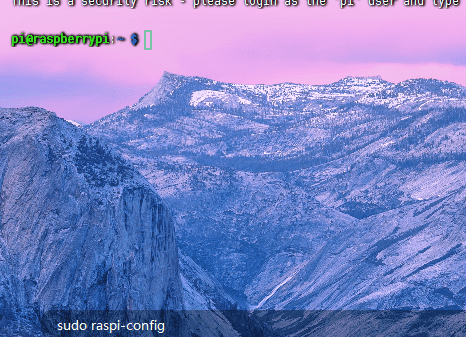 This is a security risk - please login as the 'pi' user and type
pi@raspberrypi:~ $
sudo raspi-config